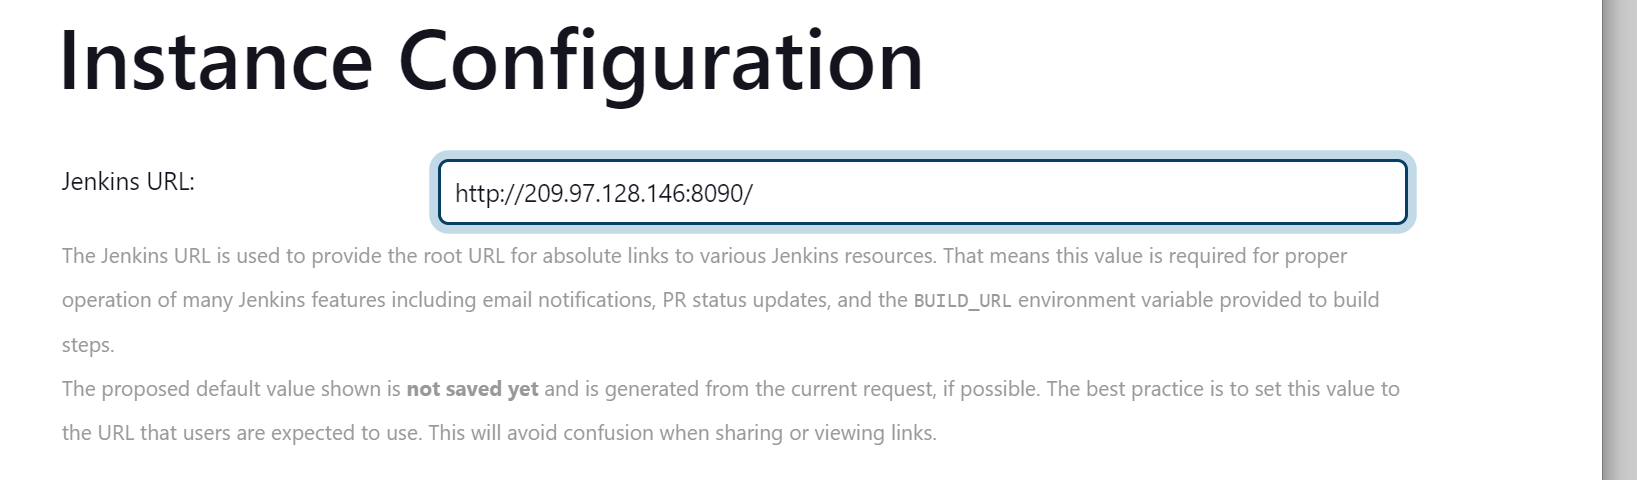 Instance Configuration
Jenkins URL:
http://209.97.128.146:8090/
The Jenkins URL is used to provide the root URL for absolute links to various Jenkins resources. That means this value is required for proper
operation of many Jenkins features including email notifications, PR status updates, and the BUILD_URL environment variable provided to build
steps.
The proposed default value shown is not saved yet and is generated from the current request, if possible. The best practice is to set this value to
the URL that users are expected to use. This will avoid confusion when sharing or viewing links.